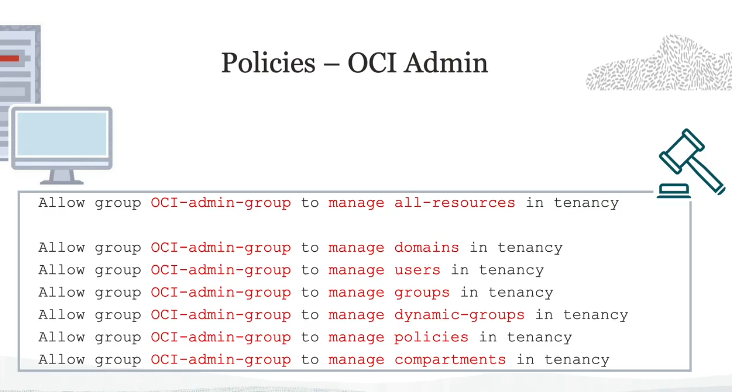 Policies – OCI Admin
Allow group OCI-admin-group to manage all-resources in tenancy
Allow group OCI-admin-group to manage domains in tenancy
Allow group OCI-admin-group to manage users in tenancy
Allow group OCI-admin-group to manage groups in tenancy
Allow group OCI-admin-group to manage dynamic-groups in tenancy
Allow group OCI-admin-group to manage policies in tenancy
Allow group OCI-admin-group to manage compartments in tenancy